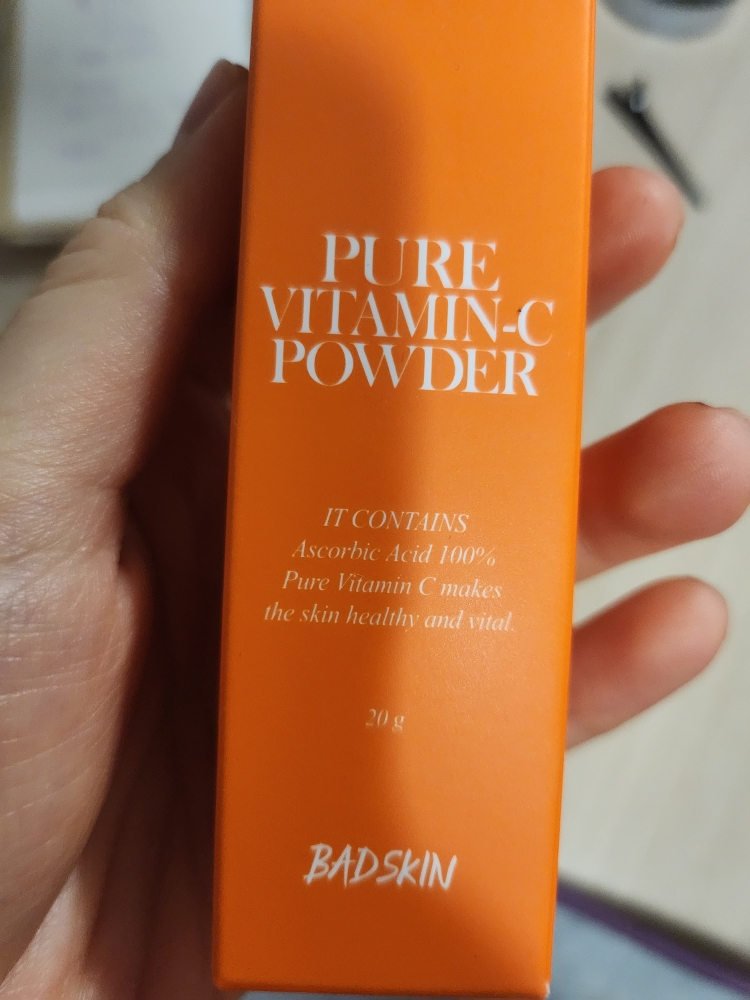 PURE
VITAMIN-C
POWDER
IT CONTAINS
Ascorbic Acid 100%
Pure Vitamin C makes
the skin healthy and vital.
20 g
BADSKIN